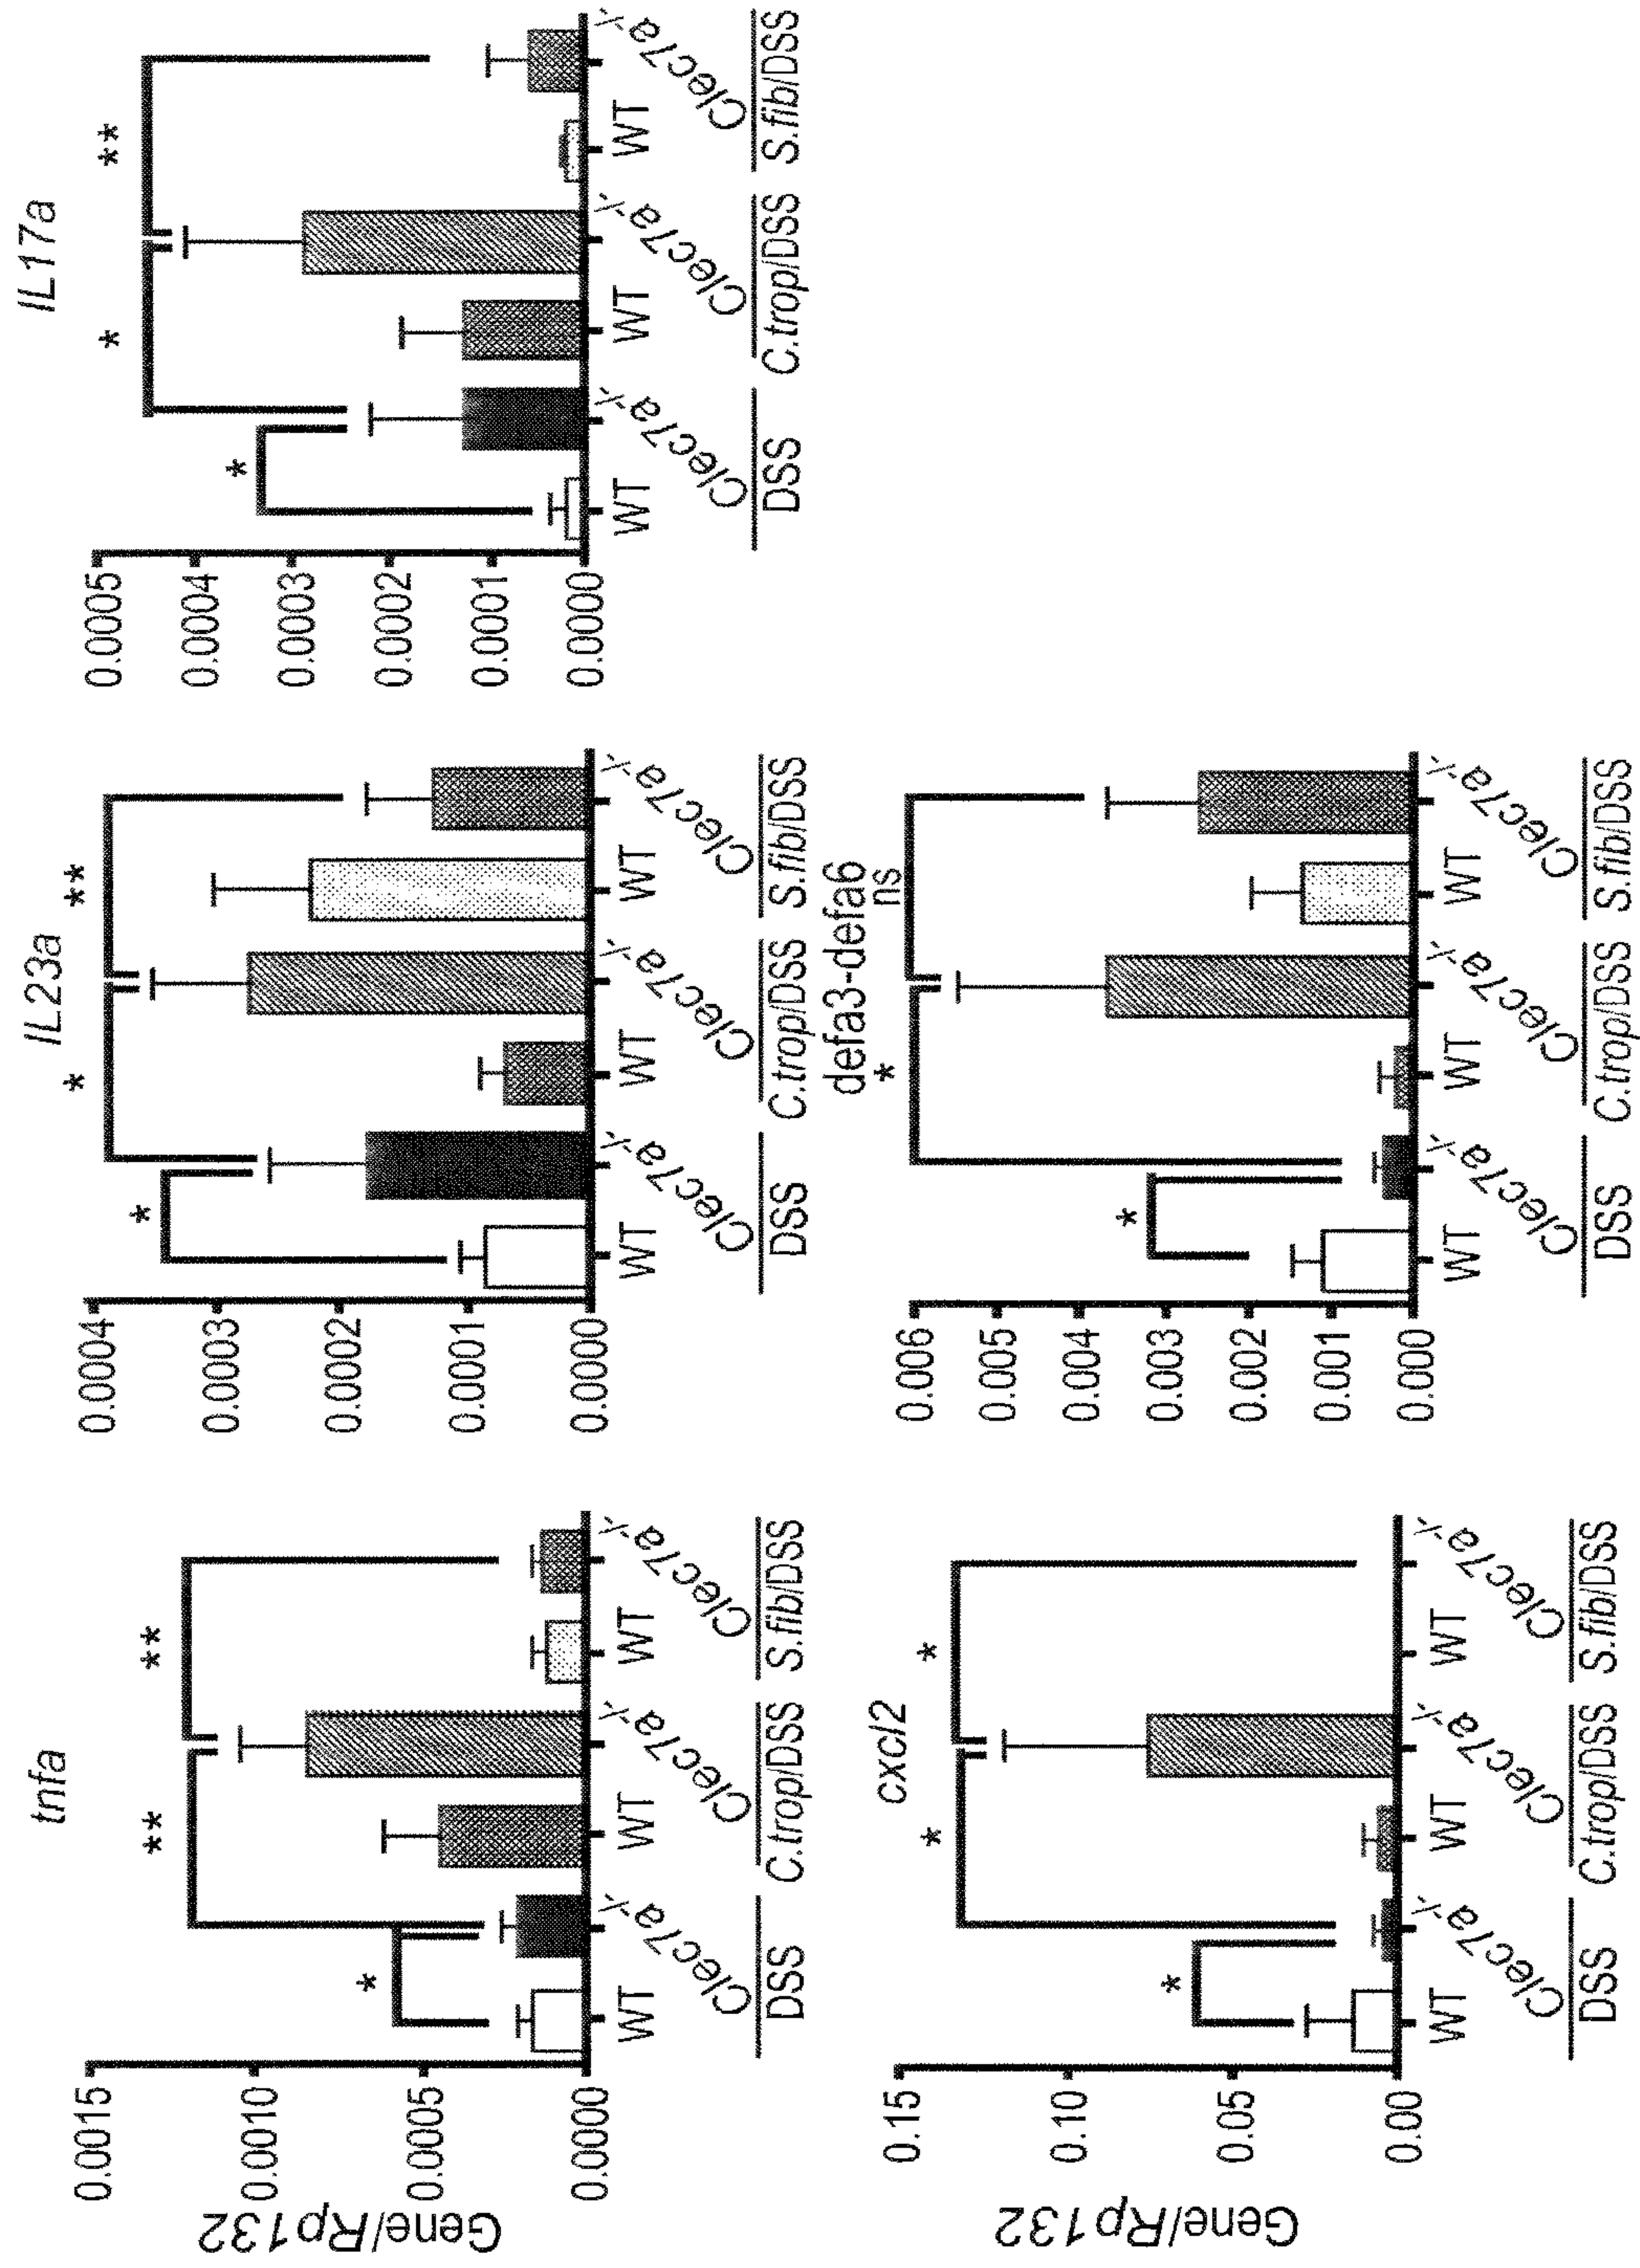 tnfa
**
**
*
Gene/Rp132
0.0015
0.0010
0.0005
0.0000
WT Clec7a-/- WT Clec7a-/- WT Clec7a-/-
DSS C.trop/DSS S.fib/DSS
IL23a
*
**
*
0.0004
0.0003
0.0002
0.0001
0.0000
WT Clec7a-/- WT Clec7a-/- WT Clec7a-/-
DSS C.trop/DSS S.fib/DSS
IL17a
*
**
*
0.0005
0.0004
0.0003
0.0002
0.0001
0.0000
WT Clec7a-/- WT Clec7a-/- WT Clec7a-/-
DSS C.trop/DSS S.fib/DSS
cxcl2
*
*
*
Gene/Rp132
0.15
0.10
0.05
0.00
WT Clec7a-/- WT Clec7a-/- WT Clec7a-/-
DSS C.trop/DSS S.fib/DSS
defa3-defa6
*
ns
*
0.006
0.005
0.004
0.003
0.002
0.001
0.000
WT Clec7a-/- WT Clec7a-/- WT Clec7a-/-
DSS C.trop/DSS S.fib/DSS